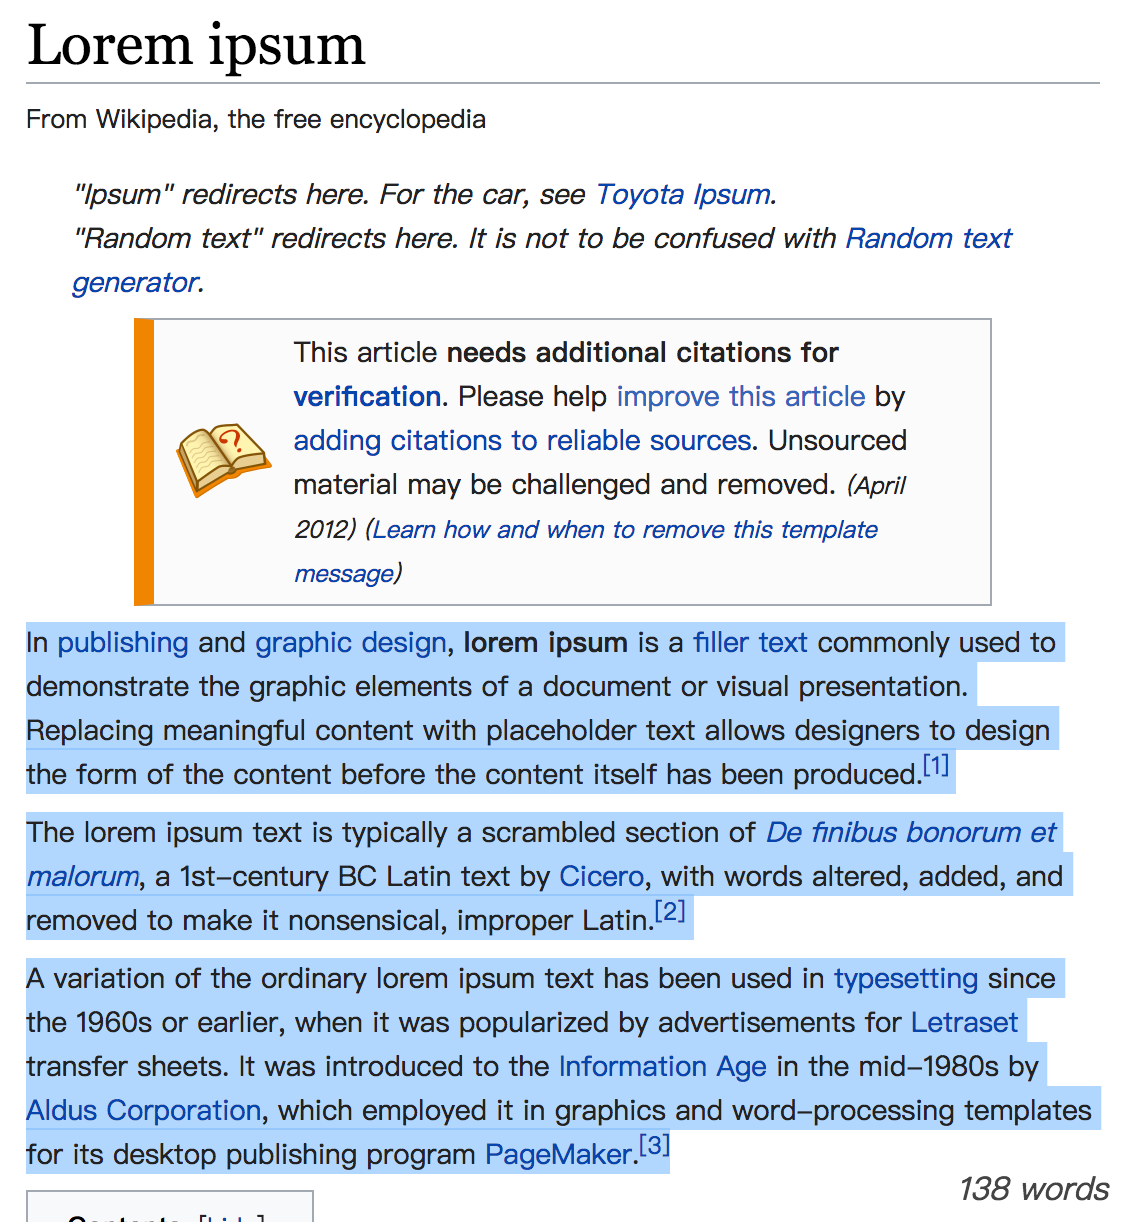 Lorem ipsum
From Wikipedia, the free encyclopedia
"Ipsum" redirects here. For the car, see Toyota Ipsum.
"Random text" redirects here. It is not to be confused with Random text
generator.
This article needs additional citations for
verification. Please help improve this article by
adding citations to reliable sources. Unsourced
material may be challenged and removed. (April
2012) (Learn how and when to remove this template
message)
In publishing and graphic design, lorem ipsum is a filler text commonly used to
demonstrate the graphic elements of a document or visual presentation.
Replacing meaningful content with placeholder text allows designers to design
the form of the content before the content itself has been produced.[1]
The lorem ipsum text is typically a scrambled section of De finibus bonorum et
malorum, a 1st–century BC Latin text by Cicero, with words altered, added, and
removed to make it nonsensical, improper Latin.[2]
A variation of the ordinary lorem ipsum text has been used in typesetting since
the 1960s or earlier, when it was popularized by advertisements for Letraset
transfer sheets. It was introduced to the Information Age in the mid–1980s by
Aldus Corporation, which employed it in graphics and word–processing templates
for its desktop publishing program PageMaker.[3]
138 words